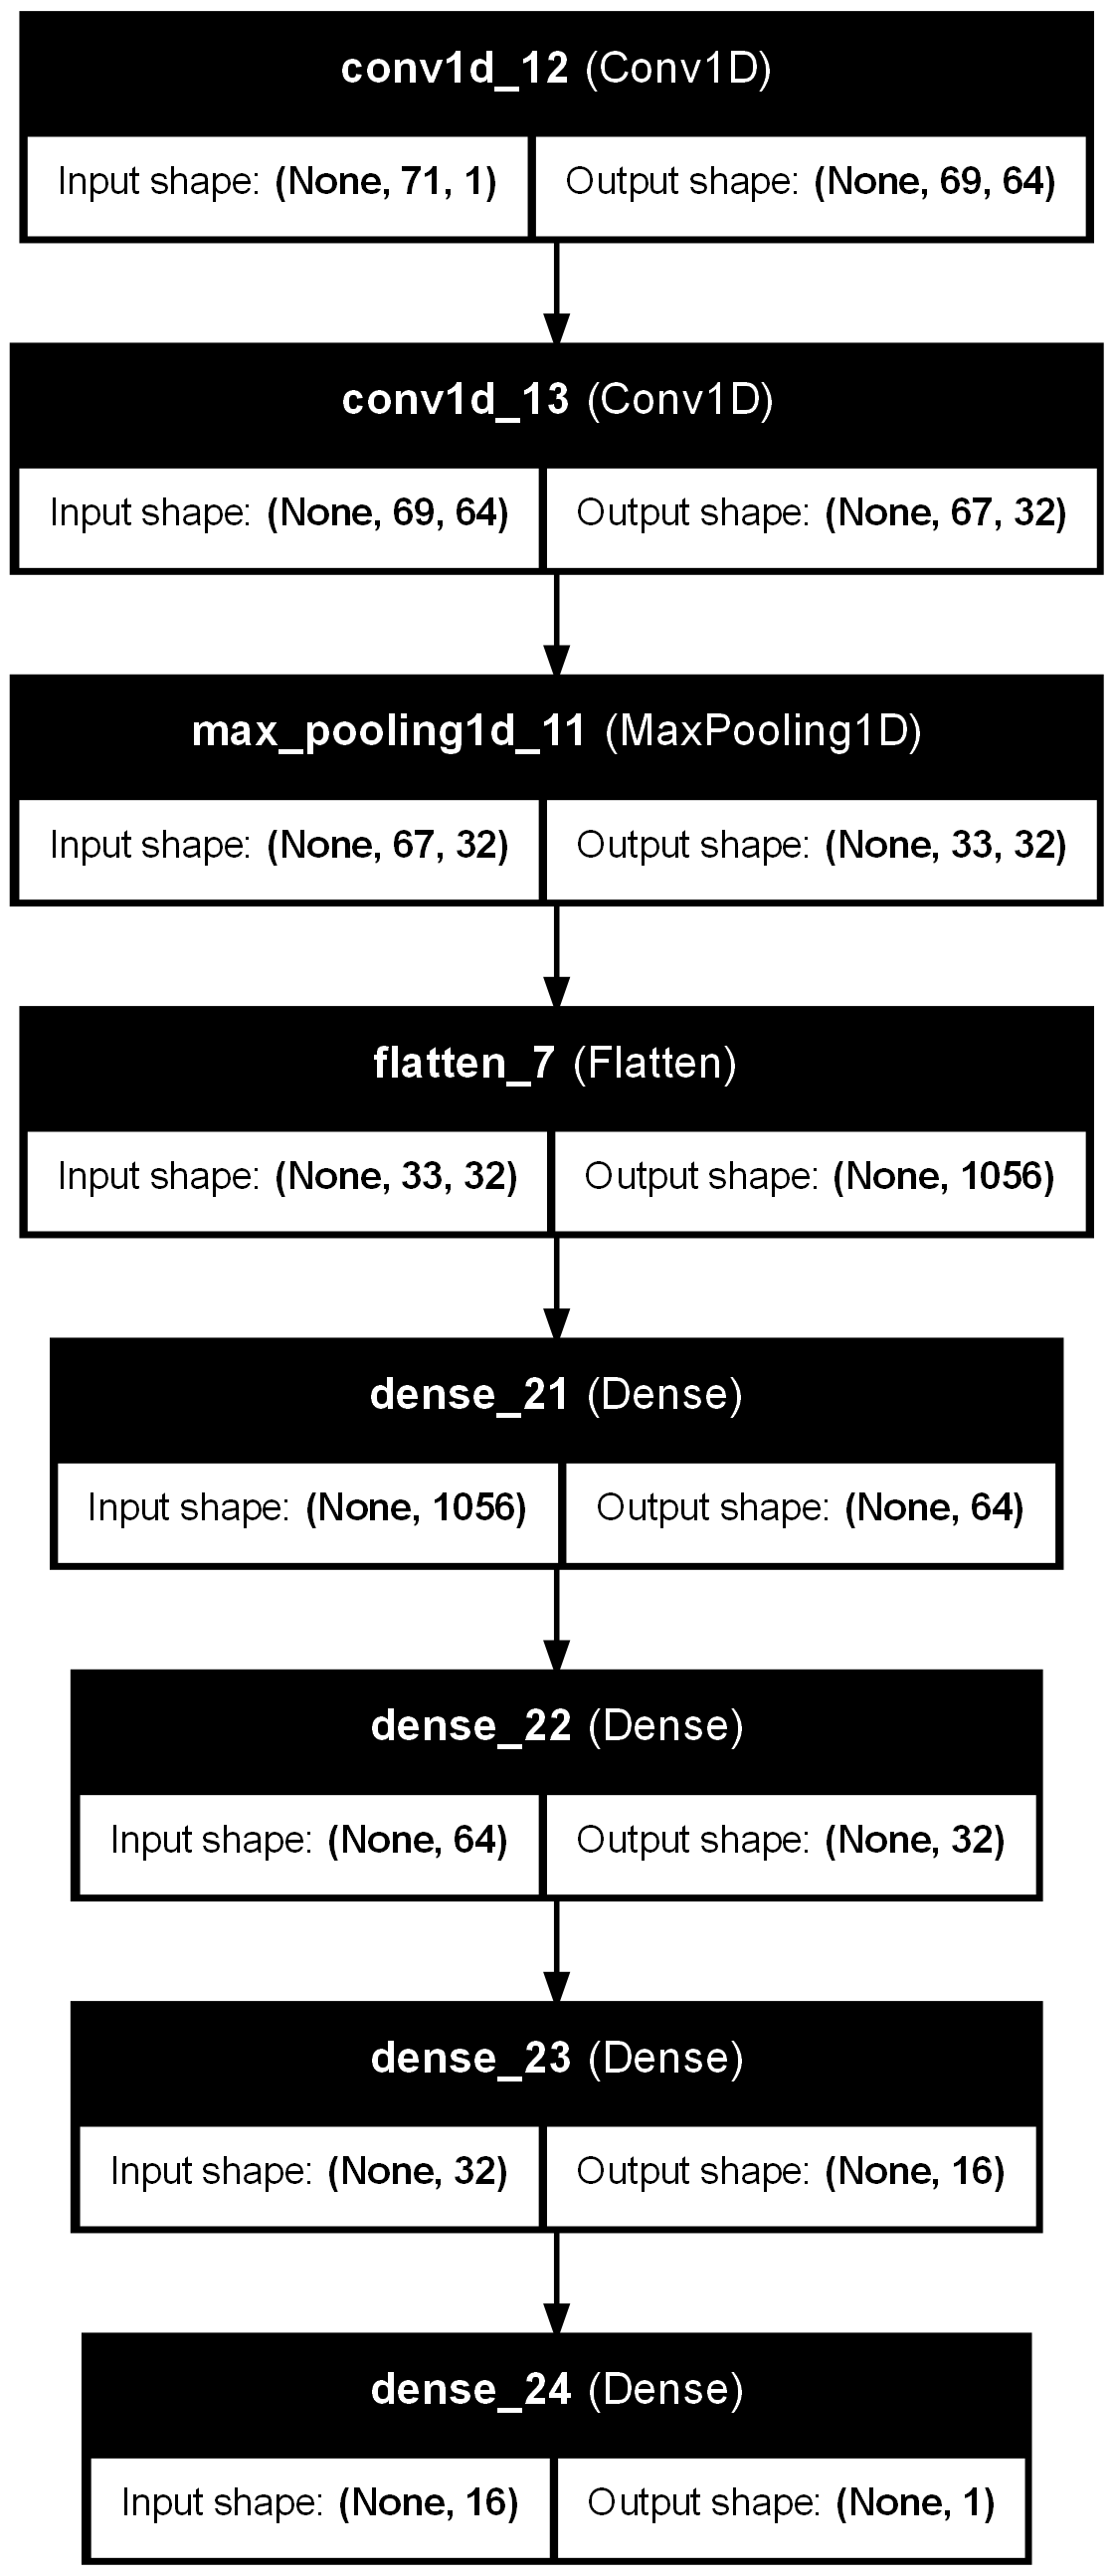 conv1d_12 (Conv1D)
Input shape: (None, 71, 1) Output shape: (None, 69, 64)
conv1d_13 (Conv1D)
Input shape: (None, 69, 64) Output shape: (None, 67, 32)
max_pooling1d_11 (MaxPooling1D)
Input shape: (None, 67, 32) Output shape: (None, 33, 32)
flatten_7 (Flatten)
Input shape: (None, 33, 32) Output shape: (None, 1056)
dense_21 (Dense)
Input shape: (None, 1056) Output shape: (None, 64)
dense_22 (Dense)
Input shape: (None, 64) Output shape: (None, 32)
dense_23 (Dense)
Input shape: (None, 32) Output shape: (None, 16)
dense_24 (Dense)
Input shape: (None, 16) Output shape: (None, 1)